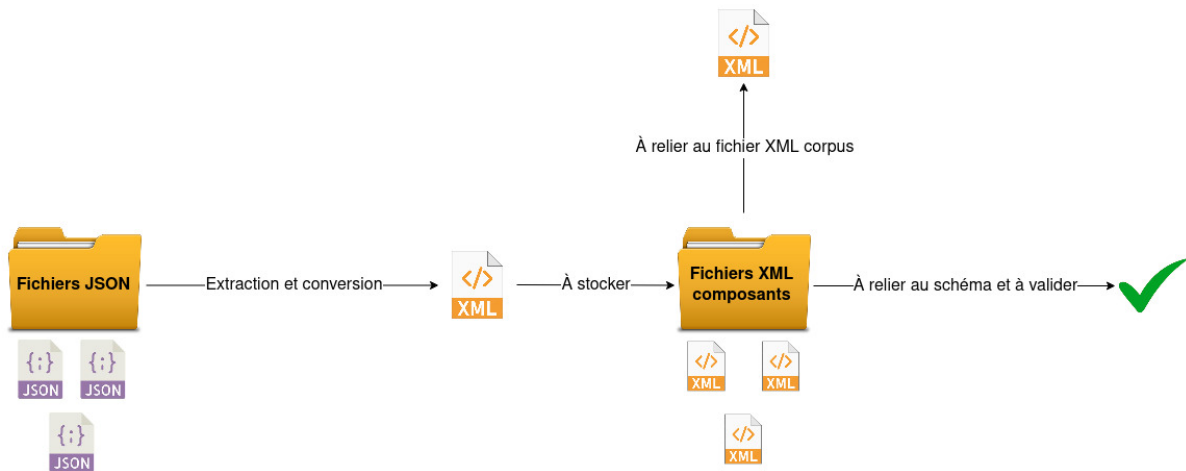 </>
XML
À relier au fichier XML corpus
Fichiers JSON
Extraction et conversion
</>
XML
À stocker
Fichiers XML
composants
À relier au schéma et à valider
{:}
JSON
{:}
JSON
{:}
JSON
</>
XML
</>
XML
</>
XML